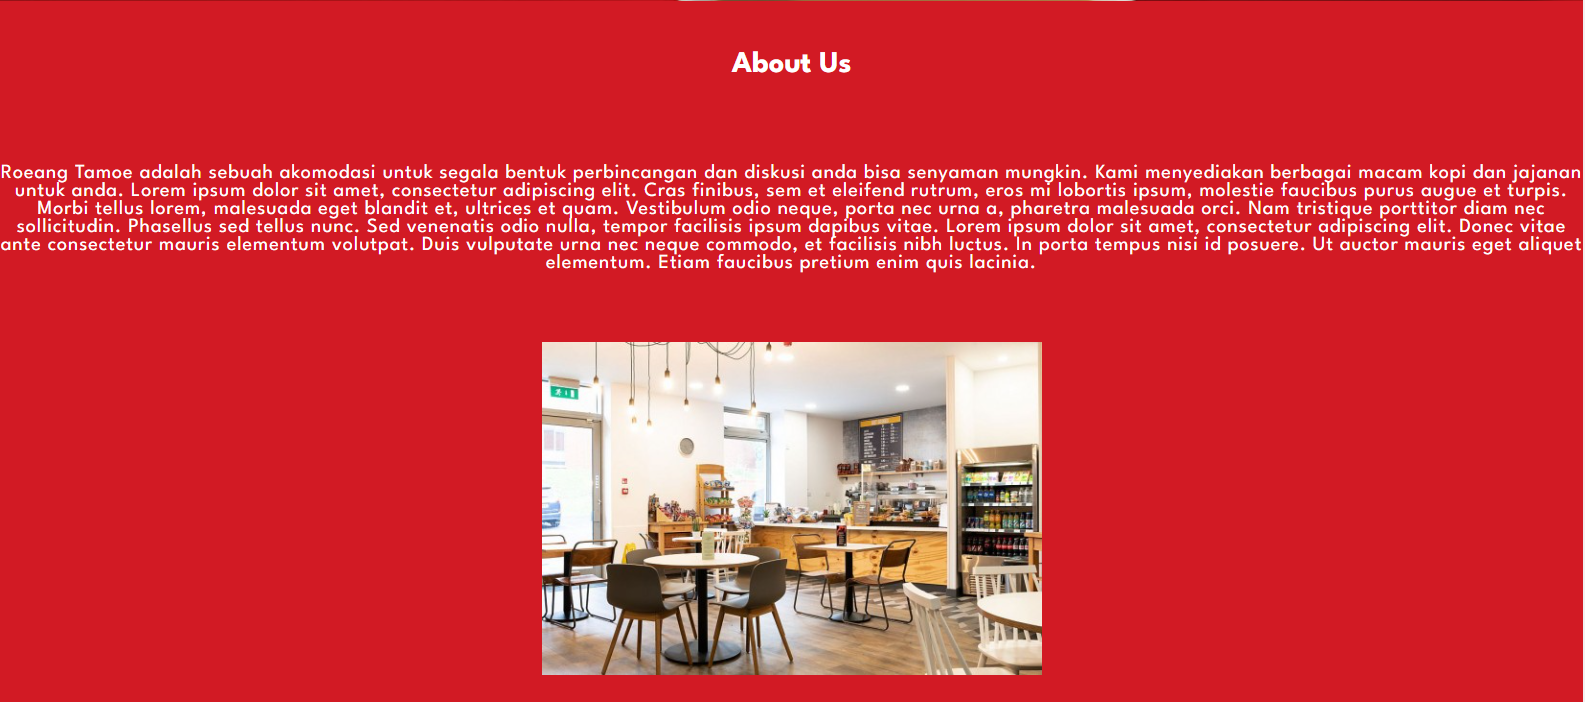 About Us
Roeang Tamoe adalah sebuah akomodasi untuk segala bentuk perbincangan dan diskusi anda bisa senyaman mungkin. Kami menyediakan berbagai macam kopi dan jajanan
untuk anda. Lorem ipsum dolor sit amet, consectetur adipiscing elit. Cras finibus, sem et eleifend rutrum, eros mi lobortis ipsum, molestie faucibus purus augue et turpis.
Morbi tellus lorem, malesuada eget blandit et, ultrices et quam. Vestibulum odio neque, porta nec urna a, pharetra malesuada orci. Nam tristique porttitor diam nec
sollicitudin. Phasellus sed tellus nunc. Sed venenatis odio nulla, tempor facilisis ipsum dapibus vitae. Lorem ipsum dolor sit amet, consectetur adipiscing elit. Donec vitae
ante consectetur mauris elementum volutpat. Duis vulputate urna nec neque commodo, et facilisis nibh luctus. In porta tempus nisi id posuere. Ut auctor mauris eget aliquet
elementum. Etiam faucibus pretium enim quis lacinia.